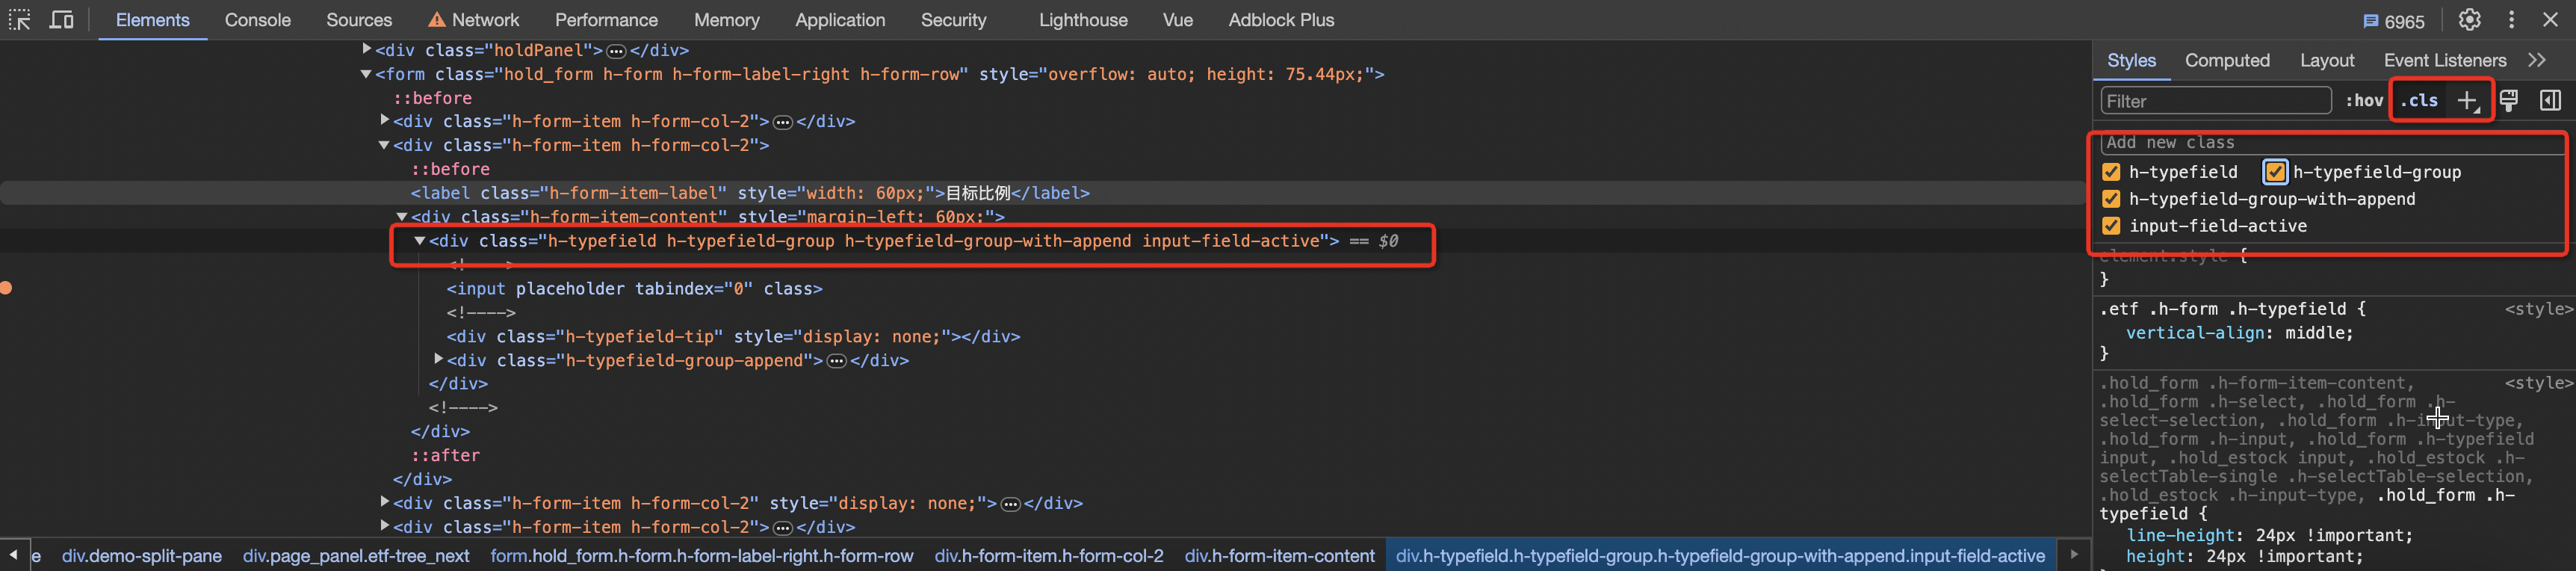 Elements Console Sources Network Performance Memory Application Security Lighthouse Vue Adblock Plus 6965
<div class="holdPanel">…</div>
<form class="hold_form h-form h-form-label-right h-form-row" style="overflow: auto; height: 75.44px;">
::before
<div class="h-form-item h-form-col-2">…</div>
<div class="h-form-item h-form-col-2">
::before
<label class="h-form-item-label" style="width: 60px;">目标比例</label>
<div class="h-form-item-content" style="margin-left: 60px;">
<div class="h-typefield h-typefield-group h-typefield-group-with-append input-field-active"> == $0
<!---->
<input placeholder tabindex="0" class>
<!---->
<div class="h-typefield-tip" style="display: none;"></div>
<div class="h-typefield-group-append">…</div>
</div>
<!---->
</div>
::after
</div>
<div class="h-form-item h-form-col-2" style="display: none;">…</div>
<div class="h-form-item h-form-col-2">…</div>
e div.demo-split-pane div.page_panel.etf-tree_next form.hold_form.h-form.h-form-label-right.h-form-row div.h-form-item.h-form-col-2 div.h-form-item-content div.h-typefield.h-typefield-group.h-typefield-group-with-append.input-field-active
Styles Computed Layout Event Listeners
Filter :hov .cls
Add new class
h-typefield h-typefield-group
h-typefield-group-with-append
input-field-active
element.style {
}
.etf .h-form .h-typefield { <style>
vertical-align: middle;
}
.hold_form .h-form-item-content, <style>
.hold_form .h-select, .hold_form .h-
select-selection, .hold_form .h-input-type,
.hold_form .h-input, .hold_form .h-typefield
input, .hold_estock input, .hold_estock .h-
selectTable-single .h-selectTable-selection,
.hold_estock .h-input-type, .hold_form .h-
typefield {
line-height: 24px !important;
height: 24px !important;